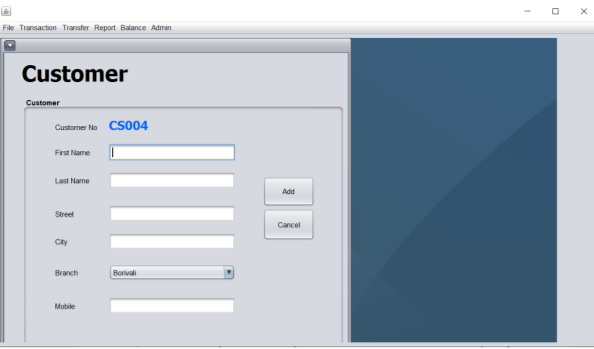 File Transaction Transfer Report Balance Admin
Customer
Customer
Customer No CS004
First Name
Last Name
Add
Street
Cancel
City
Branch Borivali
Mobile